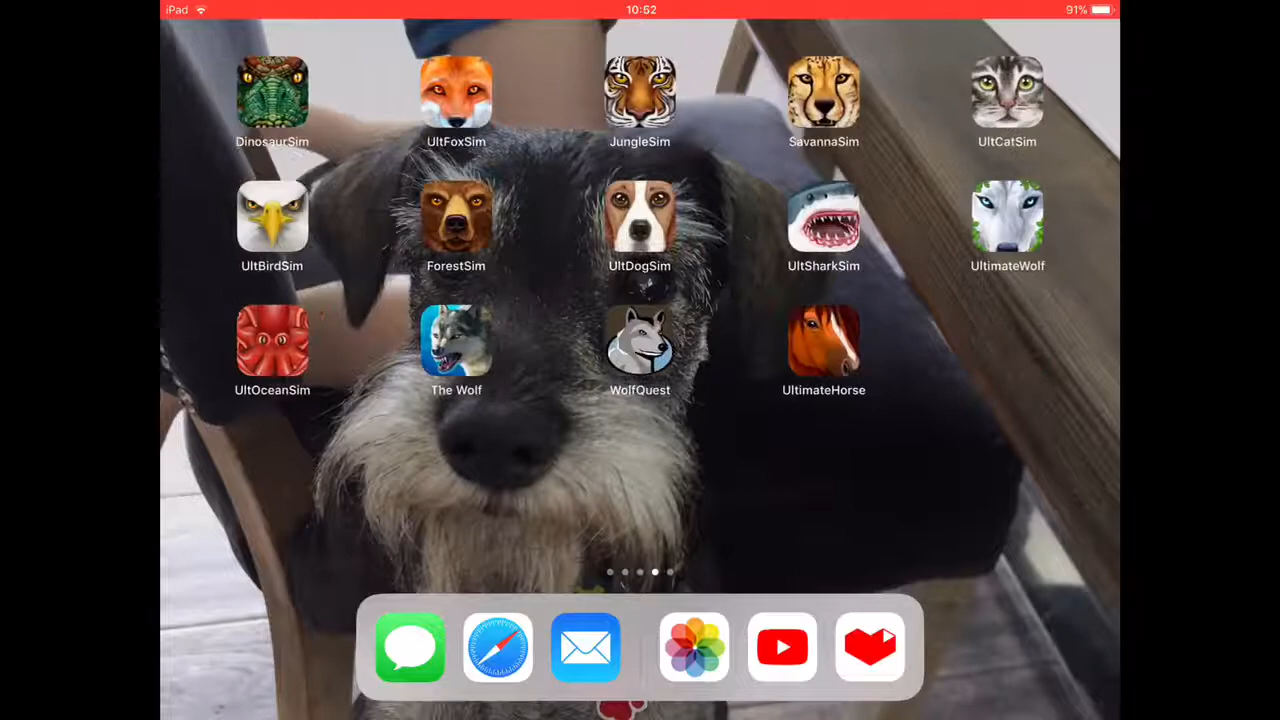 iPad 10:52 91%
DinosaurSim UltFoxSim JungleSim SavannaSim UltCatSim
UltBirdSim ForestSim UltDogSim UltSharkSim UltimateWolf
UltOceanSim The Wolf WolfQuest UltimateHorse